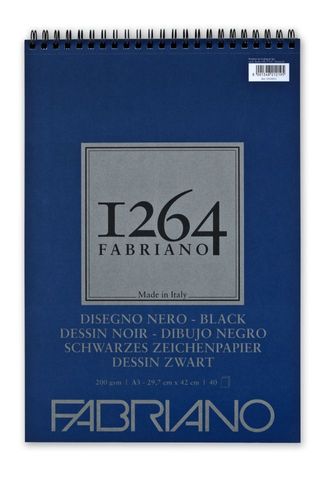 1264
FABRIANO
Made in Italy
DISEGNO NERO - BLACK
DESSIN NOIR - DIBUJO NEGRO
SCHWARZES ZEICHENPAPIER
DESSIN ZWART
200 gsm | A3 - 29,7 cm x 42 cm | 40
FABRIANO